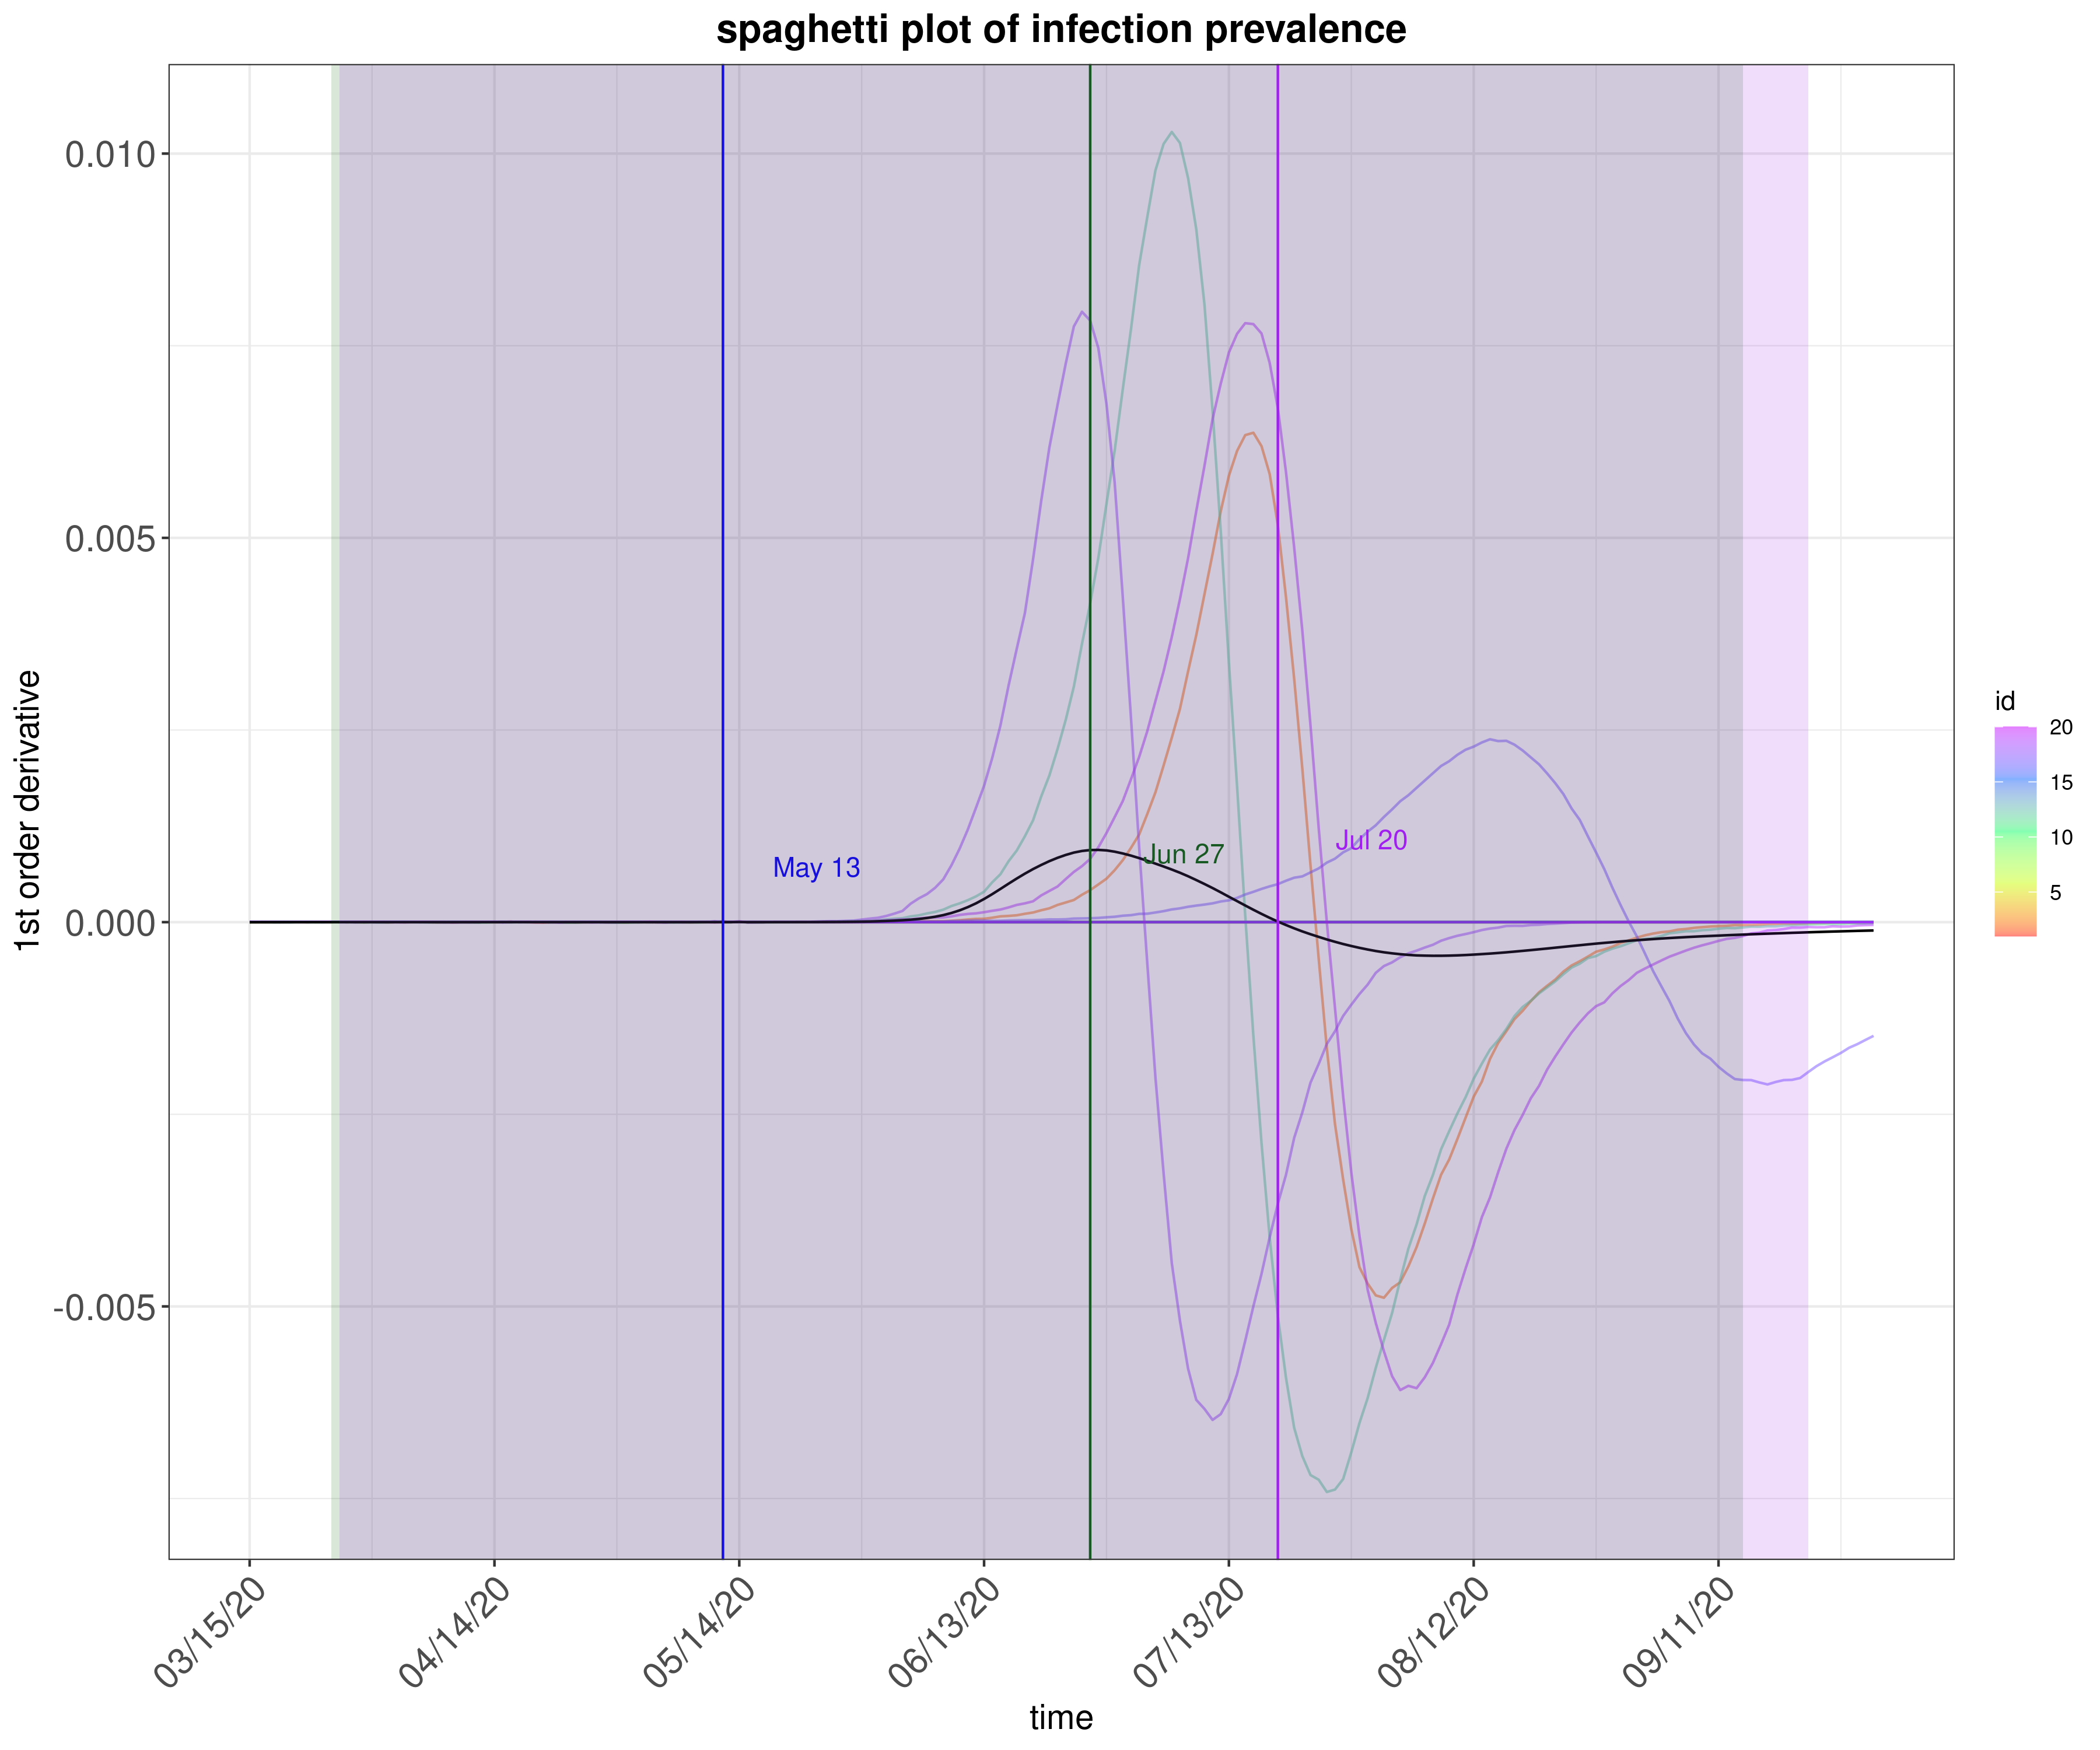 spaghetti plot of infection prevalence
1st order derivative
0.010
0.005
0.000
-0.005
May 13
Jun 27
Jul 20
id
20
15
10
5
03/15/20
04/14/20
05/14/20
06/13/20
07/13/20
08/12/20
09/11/20
time